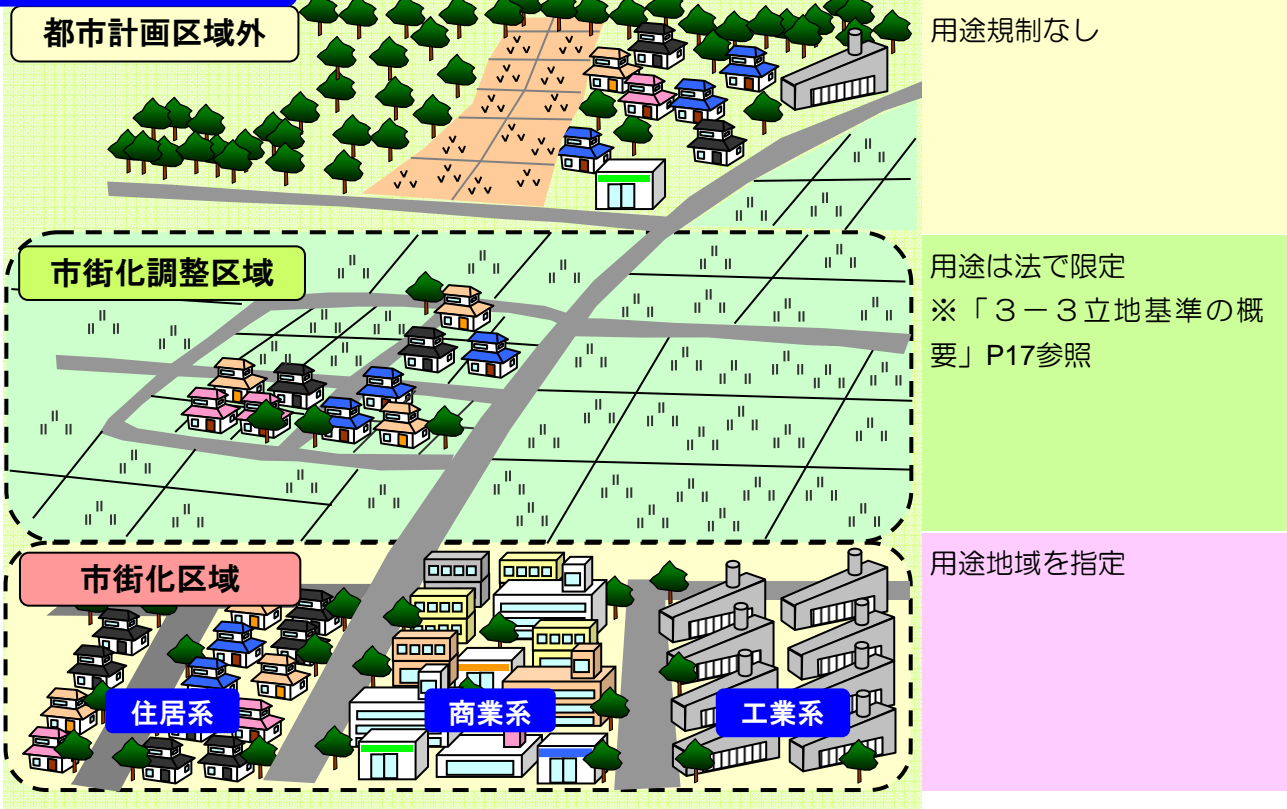 都市計画区域外
用途規制なし
市街化調整区域
用途は法で限定
※「３－３立地基準の概
要」P17参照
市街化区域
用途地域を指定
住居系
商業系
工業系